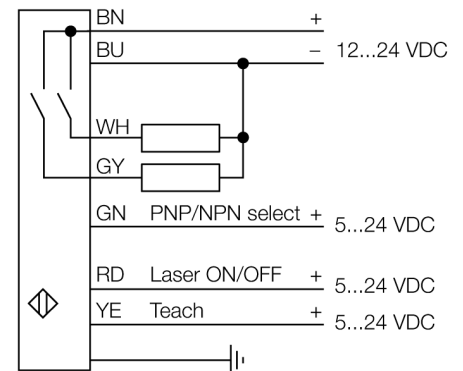 BN +
BU – 12...24 VDC
WH
GY
GN PNP/NPN select + 5...24 VDC
RD Laser ON/OFF + 5...24 VDC
YE Teach + 5...24 VDC